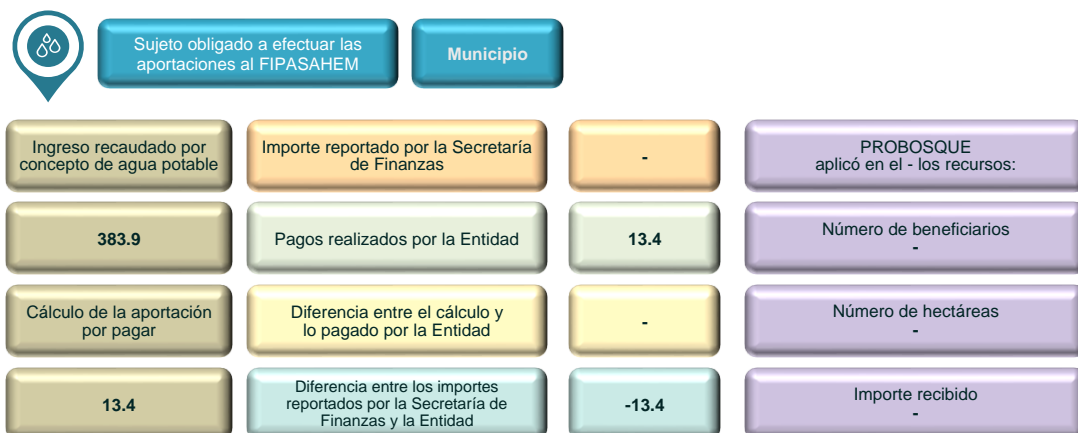 Sujeto obligado a efectuar las
aportaciones al FIPASAHEM
Municipio
Ingreso recaudado por
concepto de agua potable
Importe reportado por la Secretaría
de Finanzas
-
PROBOSQUE
aplicó en el - los recursos:
383.9
Pagos realizados por la Entidad
13.4
Número de beneficiarios
-
Cálculo de la aportación
por pagar
Diferencia entre el cálculo y
lo pagado por la Entidad
-
Número de hectáreas
-
13.4
Diferencia entre los importes
reportados por la Secretaría de
Finanzas y la Entidad
-13.4
Importe recibido
-